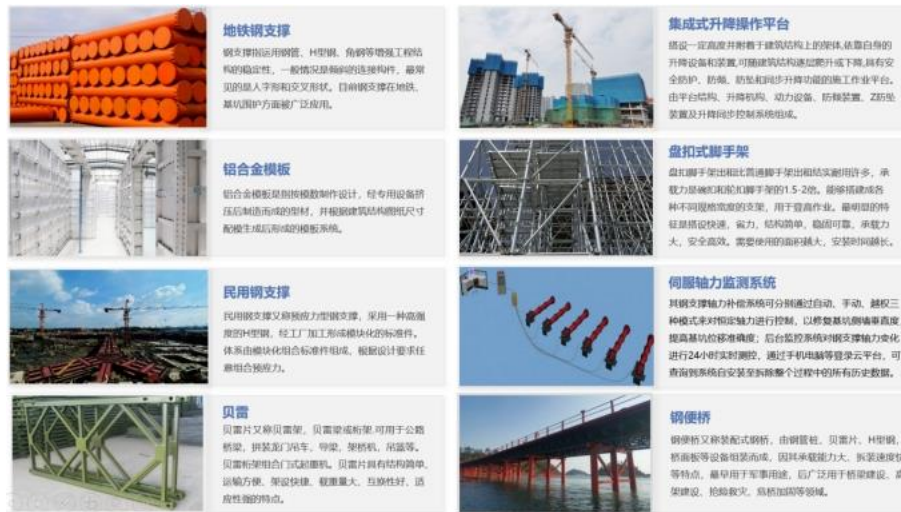 地铁钢支撑
钢支撑指运用钢管、H型钢、角钢等增强工程结
构的稳定性，一般情况是倾斜的连接构件，最常
见的是人字形和交叉形状。目前钢支撑在地铁、
基坑围护方面被广泛应用。
铝合金模板
铝合金模板是指按模数制作设计，经专用设备挤
压后制造而成的型材，并根据建筑结构图纸尺寸
配模生成后形成的模板系统。
民用钢支撑
民用钢支撑又称预应力型钢支撑，采用一种高强
度的H型钢，经工厂加工形成模块化的标准件。
体系由模块化组合标准件组成，根据设计要求任
意组合预应力。
贝雷
贝雷片又称贝雷架，贝雷梁或桁架,可用于公路
桥梁，拼装龙门吊车、导梁、架桥机、吊篮等。
贝雷桁架组合门式起重机。贝雷片具有结构简单、
运输方便、架设快捷、载重量大、互换性好、适
应性强的特点。
集成式升降操作平台
搭设一定高度并附着于建筑结构上的架体,依靠自身的
升降设备和装置,可随建筑结构逐层爬升或下降,具有安
全防护、防倾、防坠和同步升降功能的施工作业平台。
由平台结构、升降机构、动力设备、防倾装置、Z防坠
装置及升降同步控制系统组成。
盘扣式脚手架
盘扣脚手架出租比普通脚手架出租结实耐用许多，承
载力是碗扣和轮扣脚手架的1.5-2倍。能够搭建成各
种不同规格宽度的支架，用于登高作业。最明显的特
征是搭设快速，省力，结构简单，稳固可靠，承载力
大，安全高效。需要使用的面积越大，安装时间越长。
伺服轴力监测系统
其钢支撑轴力补偿系统可分别通过自动、手动、越权三
种模式来对恒定轴力进行控制，以修复基坑侧墙垂直度
提高基坑位移准确度；后台监控系统对钢支撑轴力变化
进行24小时实时测控，通过手机电脑等登录云平台，可
查询到系统自安装至拆除整个过程中的所有历史数据。
钢便桥
钢便桥又称装配式钢桥，由钢管桩、贝雷片、H型钢，
桥面板等设备组装而成，因其承载能力大，拆装速度快
等特点，最早用于军事用途，后广泛用于桥梁建设、高
架建设、抢险救灾、危桥加固等领域。